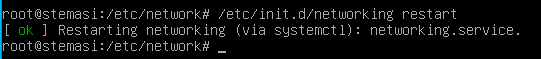 root@stemasi:/etc/network# /etc/init.d/networking restart
[ ok ] Restarting networking (via systemctl): networking.service.
root@stemasi:/etc/network# _